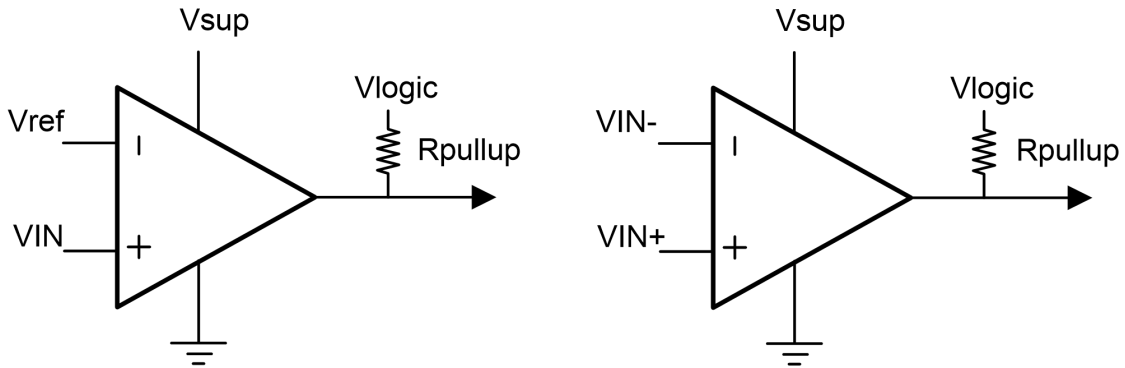 Vsup
Vlogic
Vref
Rpullup
VIN
Vsup
Vlogic
VIN-
Rpullup
VIN+